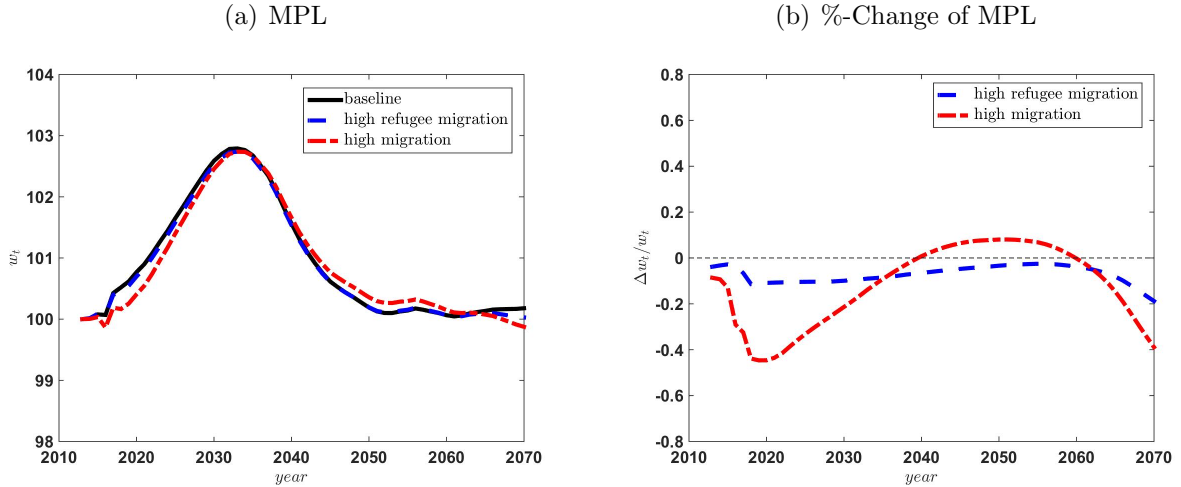 (a) MPL
104
103
102
101
100
99
98
2010
2020
2030
2040
2050
2060
2070
w_t
year
baseline
high refugee migration
high migration
(b) %-Change of MPL
0.8
0.6
0.4
0.2
0
-0.2
-0.4
-0.6
-0.8
2010
2020
2030
2040
2050
2060
2070
Δw_t/w_t
year
high refugee migration
high migration